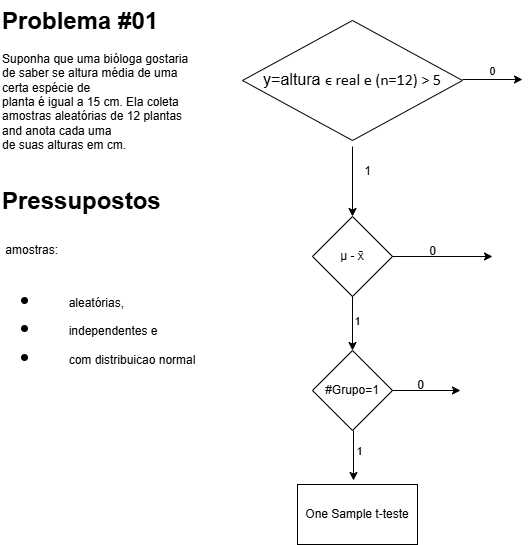 Problema #01
Suponha que uma bióloga gostaria
de saber se altura média de uma
certa espécie de
planta é igual a 15 cm. Ela coleta
amostras aleatórias de 12 plantas
and anota cada uma
de suas alturas em cm.
Pressupostos
amostras:
• aleatórias,
• independentes e
• com distribuicao normal
y=altura ϵ real e (n=12) > 5
0
1
μ - x̄
0
1
#Grupo=1
0
1
One Sample t-teste